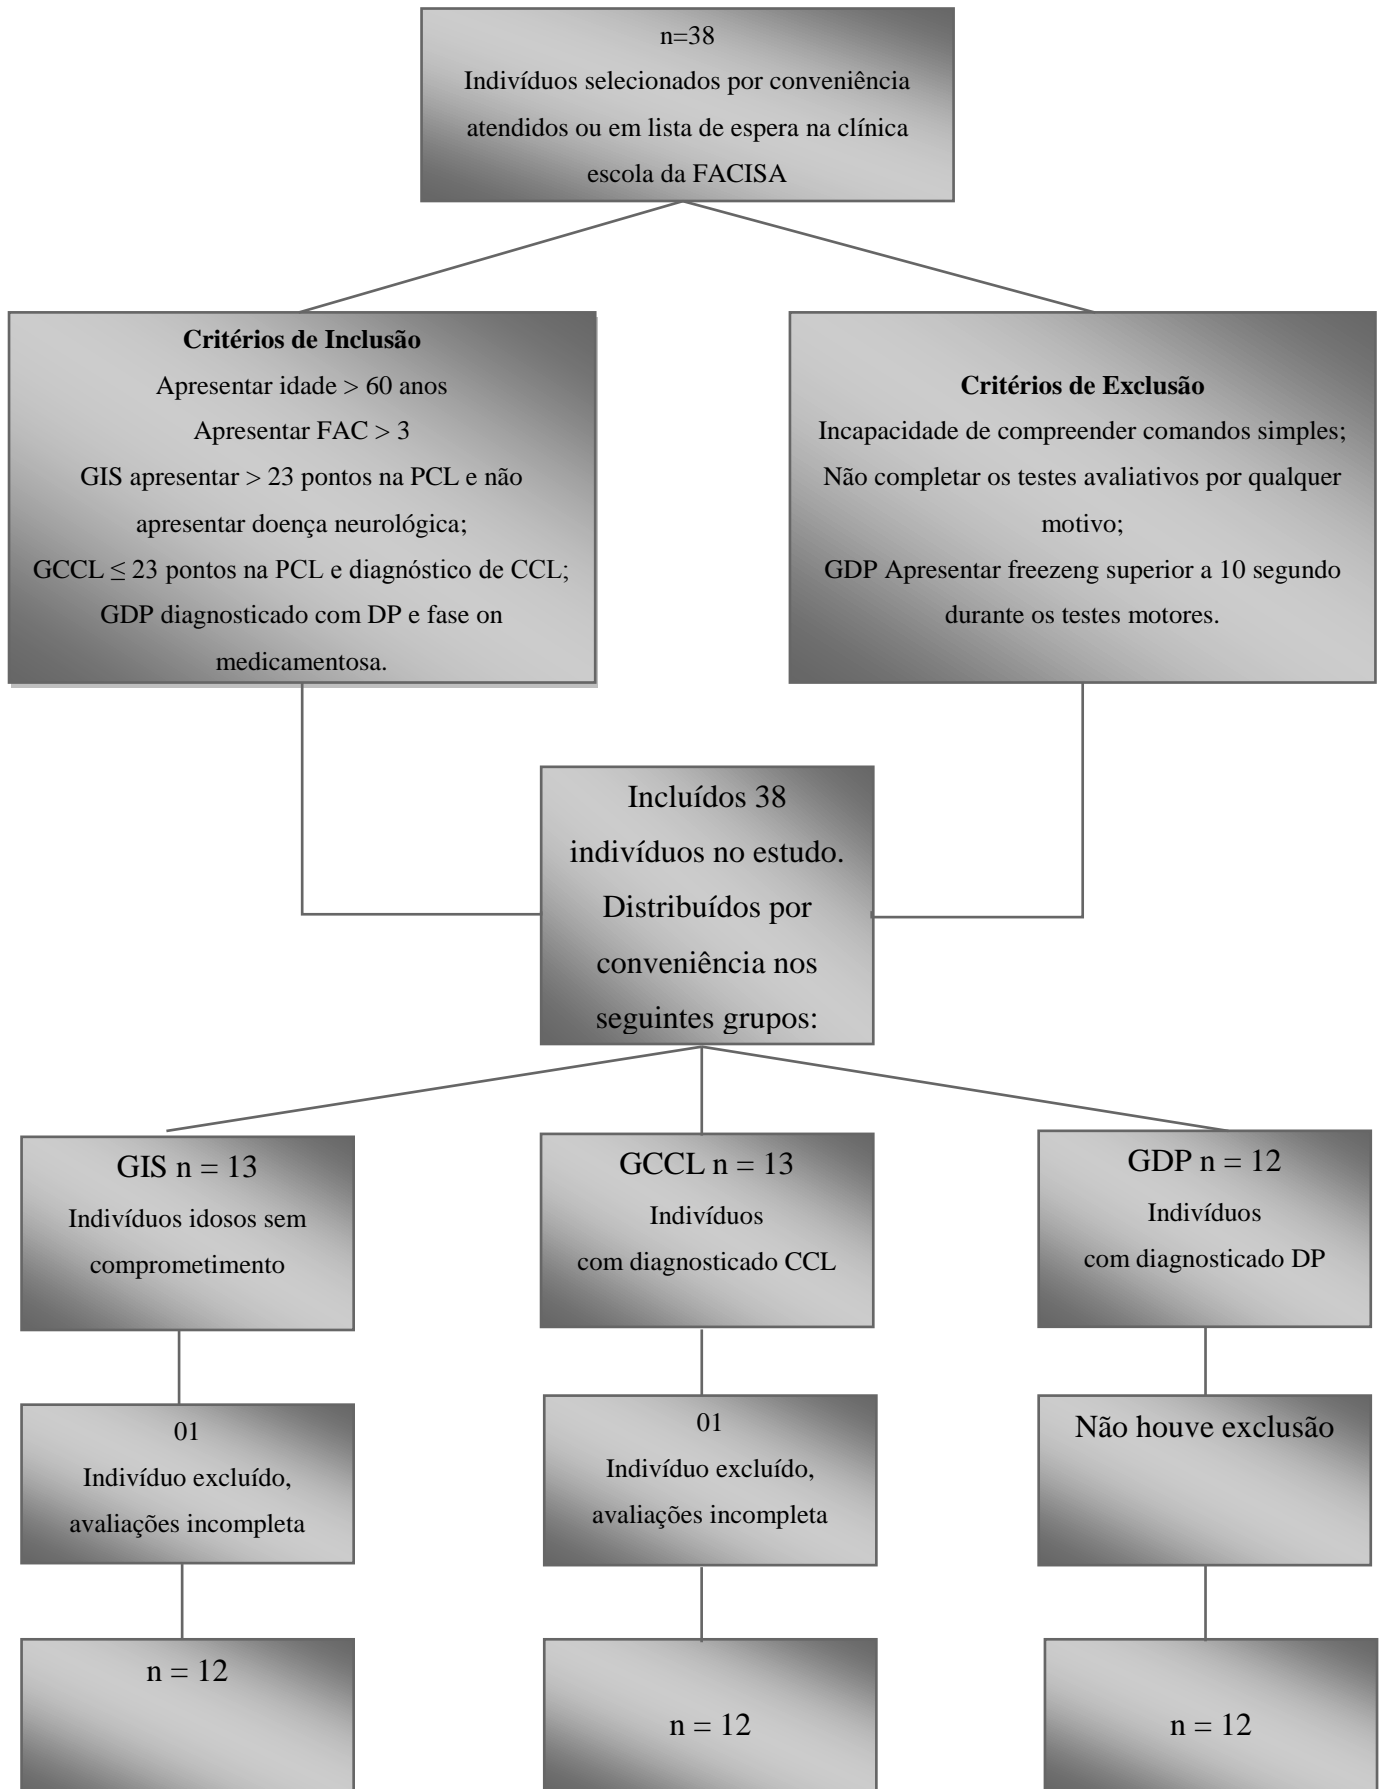 n=38
Indivíduos selecionados por conveniência
atendidos ou em lista de espera na clínica
escola da FACISA
Critérios de Inclusão
Apresentar idade > 60 anos
Apresentar FAC > 3
GIS apresentar > 23 pontos na PCL e não
apresentar doença neurológica;
GCCL ≤ 23 pontos na PCL e diagnóstico de CCL;
GDP diagnosticado com DP e fase on
medicamentosa.
Critérios de Exclusão
Incapacidade de compreender comandos simples;
Não completar os testes avaliativos por qualquer
motivo;
GDP Apresentar freezeng superior a 10 segundo
durante os testes motores.
Incluídos 38
indivíduos no estudo.
Distribuídos por
conveniência nos
seguintes grupos:
GIS n = 13
Indivíduos idosos sem
comprometimento
GCCL n = 13
Indivíduos
com diagnosticado CCL
GDP n = 12
Indivíduos
com diagnosticado DP
01
Indivíduo excluído,
avaliações incompleta
01
Indivíduo excluído,
avaliações incompleta
Não houve exclusão
n = 12
n = 12
n = 12